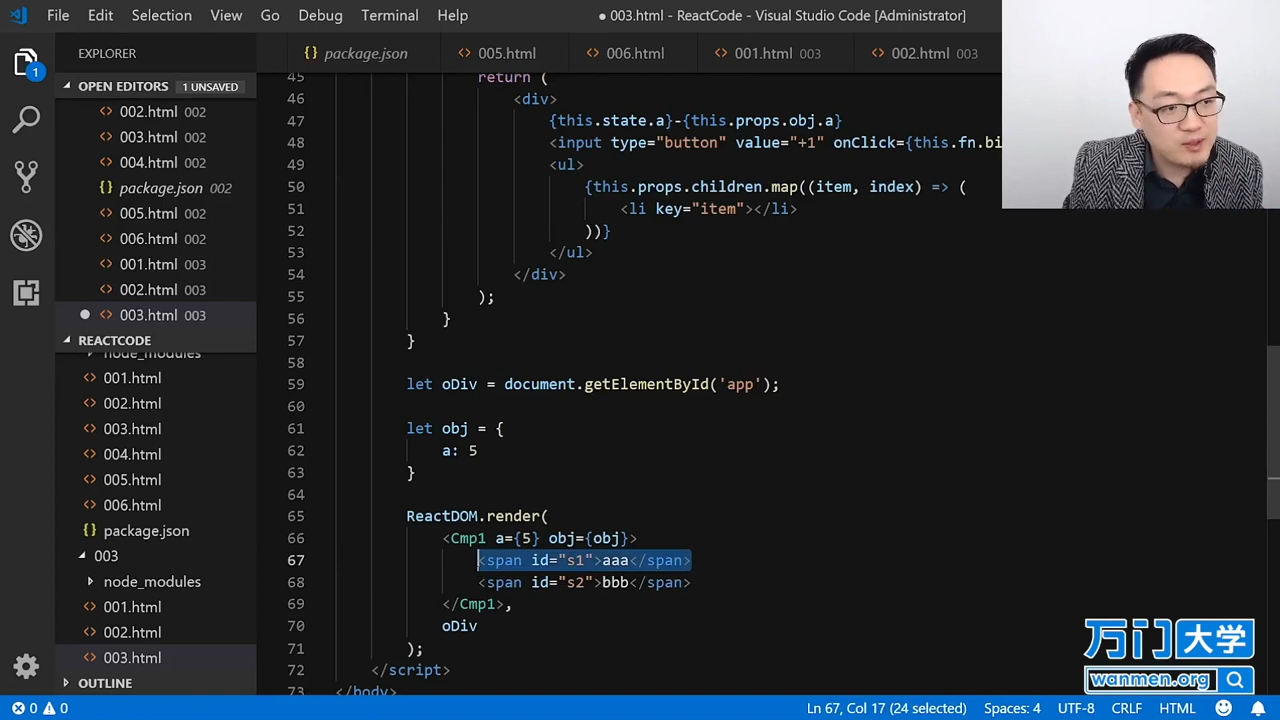 File Edit Selection View Go Debug Terminal Help
● 003.html - ReactCode - Visual Studio Code [Administrator]
EXPLORER
package.json
005.html
006.html
001.html 003
002.html 003
OPEN EDITORS 1 UNSAVED
002.html 002
003.html 002
004.html 002
package.json 002
005.html 002
006.html 002
001.html 003
002.html 003
003.html 003
REACTCODE
node_modules
001.html
002.html
003.html
004.html
005.html
006.html
package.json
003
node_modules
001.html
002.html
003.html
OUTLINE
1
45 return (
46 <div>
47 {this.state.a}-{this.props.obj.a}
48 <input type="button" value="+1" onClick={this.fn.bi
49 <ul>
50 {this.props.children.map((item, index) => (
51 <li key="item"></li>
52 ))}
53 </ul>
54 </div>
55 );
56 }
57 }
58
59 let oDiv = document.getElementById('app');
60
61 let obj = {
62 a: 5
63 }
64
65 ReactDOM.render(
66 <Cmp1 a={5} obj={obj}>
67 <span id="s1">aaa</span>
68 <span id="s2">bbb</span>
69 </Cmp1>,
70 oDiv
71 );
72 </script>
73 </body>
万门大学
wanmen.org
0 0
Ln 67, Col 17 (24 selected) Spaces: 4 UTF-8 CRLF HTML